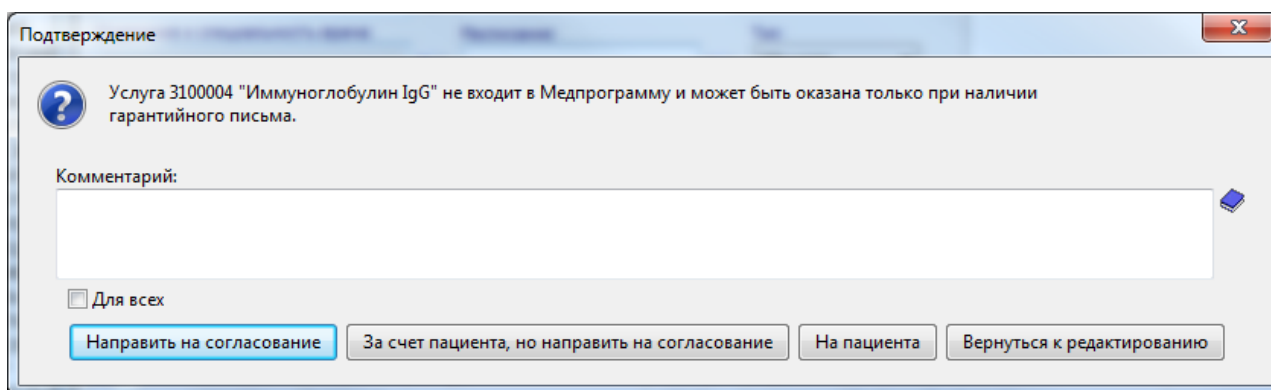 Подтверждение
Услуга 3100004 "Иммуноглобулин IgG" не входит в Медпрограмму и может быть оказана только при наличии
гарантийного письма.
Комментарий:
Для всех
Направить на согласование За счет пациента, но направить на согласование На пациента Вернуться к редактированию